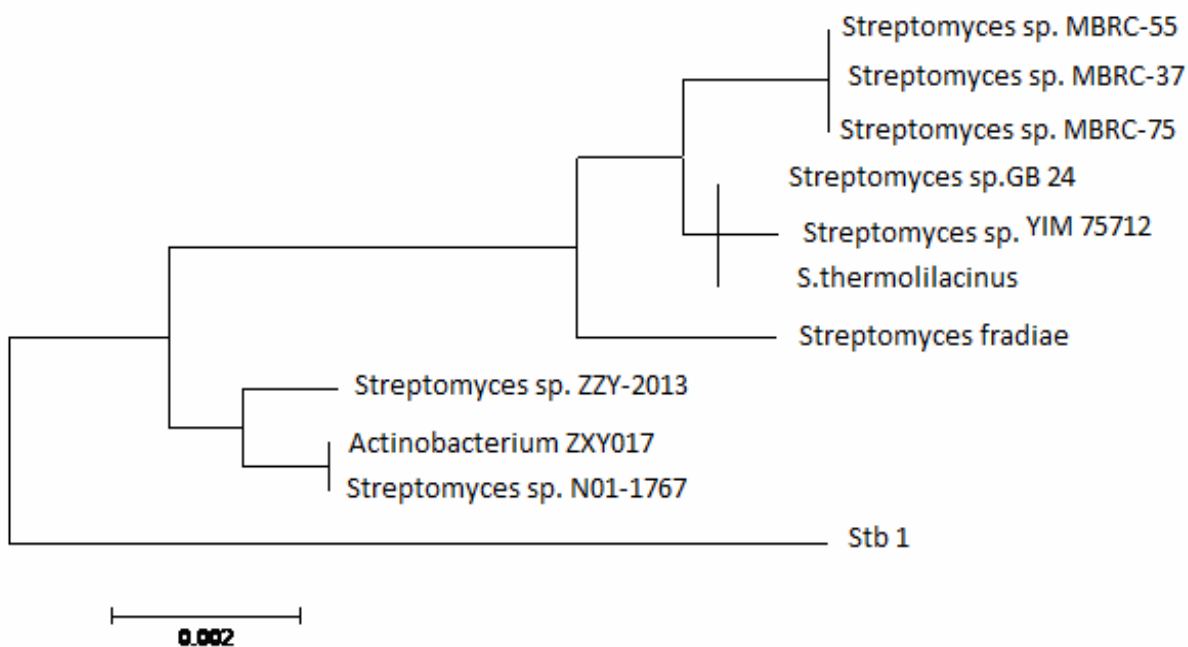 Streptomyces sp. MBRC-55
Streptomyces sp. MBRC-37
Streptomyces sp. MBRC-75
Streptomyces sp.GB 24
Streptomyces sp. YIM 75712
S.thermolilacinus
Streptomyces fradiae
Streptomyces sp. ZZY-2013
Actinobacterium ZXY017
Streptomyces sp. N01-1767
Stb 1
0.002